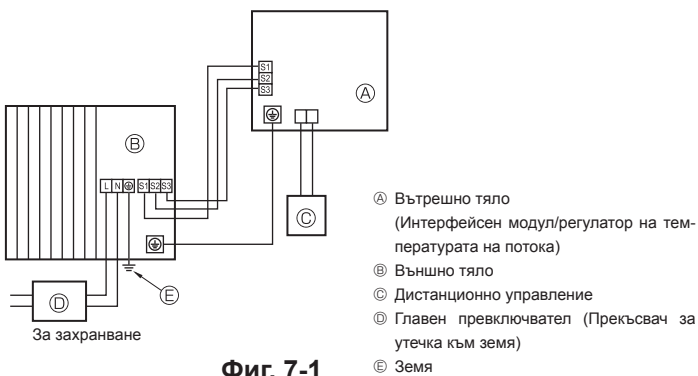 S1
S2
S3
Ⓐ
Ⓑ
L N S1 S2 S3
Ⓒ
Ⓓ
Ⓔ
За захранване
Фиг. 7-1
Ⓐ Вътрешно тяло
(Интерфейсен модул/регулатор на тем-
пературата на потока)
Ⓑ Външно тяло
Ⓒ Дистанционно управление
Ⓓ Главен превключвател (Прекъсвач за
утечка към земя)
Ⓔ Земя